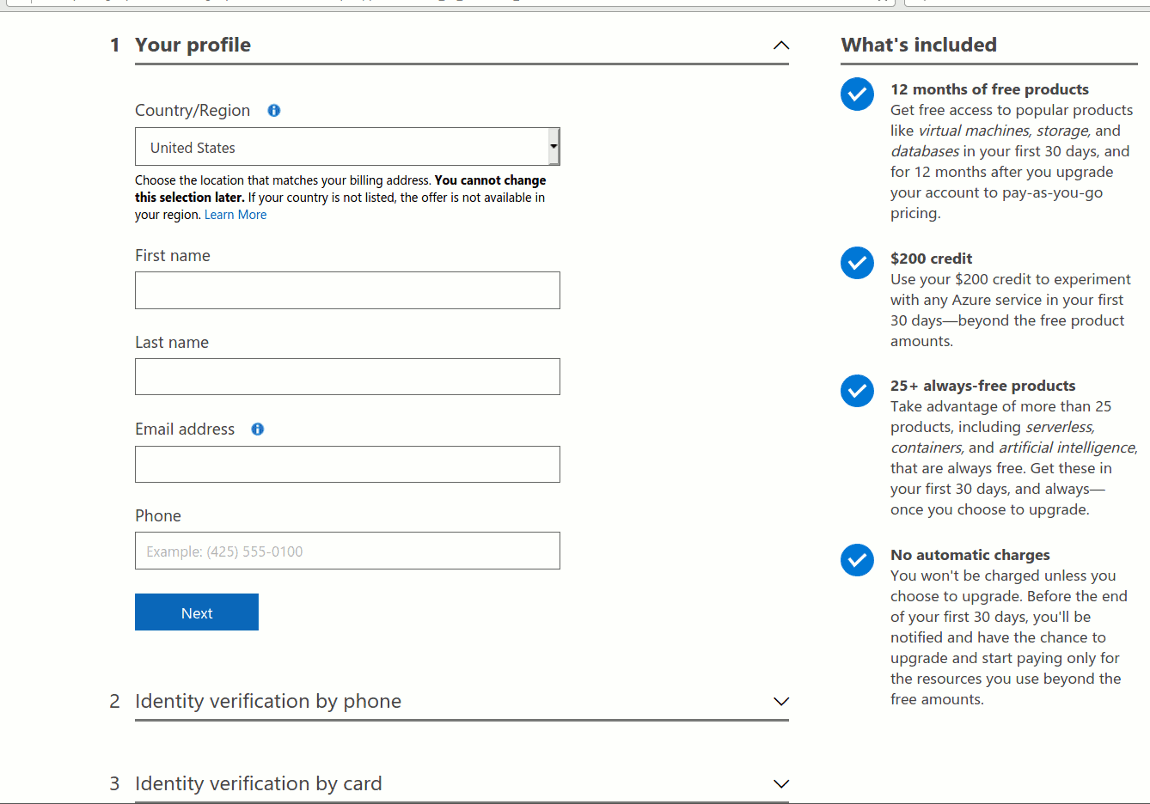 1 Your profile
Country/Region
United States
Choose the location that matches your billing address. You cannot change
this selection later. If your country is not listed, the offer is not available in
your region. Learn More
First name
Last name
Email address
Phone
Example: (425) 555-0100
Next
2 Identity verification by phone
3 Identity verification by card
What's included
12 months of free products
Get free access to popular products
like virtual machines, storage, and
databases in your first 30 days, and
for 12 months after you upgrade
your account to pay-as-you-go
pricing.
$200 credit
Use your $200 credit to experiment
with any Azure service in your first
30 days—beyond the free product
amounts.
25+ always-free products
Take advantage of more than 25
products, including serverless,
containers, and artificial intelligence,
that are always free. Get these in
your first 30 days, and always—
once you choose to upgrade.
No automatic charges
You won't be charged unless you
choose to upgrade. Before the end
of your first 30 days, you'll be
notified and have the chance to
upgrade and start paying only for
the resources you use beyond the
free amounts.